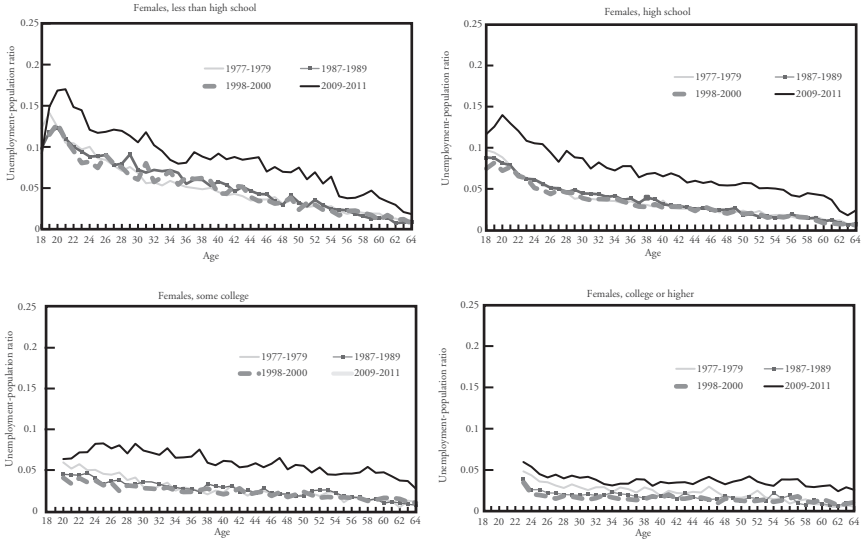 Females, less than high school
0.25
0.2
0.15
0.1
0.05
0
Unemployment-population ratio
1977-1979
1987-1989
1998-2000
2009-2011
18 20 22 24 26 28 30 32 34 36 38 40 42 44 46 48 50 52 54 56 58 60 62 64
Age
Females, high school
0.25
0.2
0.15
0.1
0.05
0
Unemployment-population ratio
1977-1979
1987-1989
1998-2000
2009-2011
18 20 22 24 26 28 30 32 34 36 38 40 42 44 46 48 50 52 54 56 58 60 62 64
Age
Females, some college
0.25
0.2
0.15
0.1
0.05
0
Unemployment-population ratio
1977-1979
1987-1989
1998-2000
2009-2011
18 20 22 24 26 28 30 32 34 36 38 40 42 44 46 48 50 52 54 56 58 60 62 64
Age
Females, college or higher
0.25
0.2
0.15
0.1
0.05
0
Unemployment-population ratio
1977-1979
1987-1989
1998-2000
2009-2011
18 20 22 24 26 28 30 32 34 36 38 40 42 44 46 48 50 52 54 56 58 60 62 64
Age